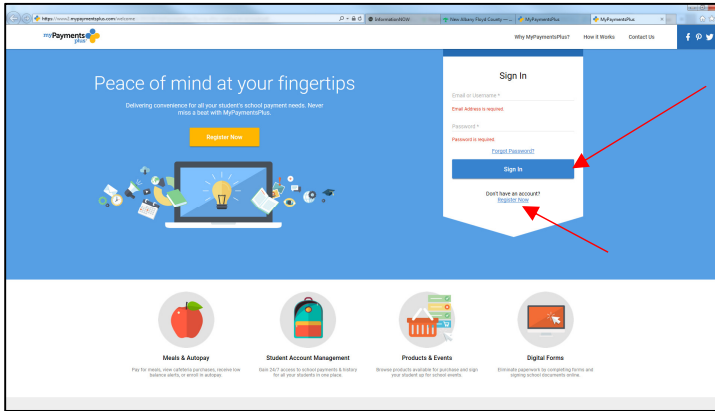 https://www2.mypaymentsplus.com/welcome
InformationNOW
New Albany Floyd County —
MyPaymentsPlus
MyPaymentsPlus
myPayments
plus
Why MyPaymentsPlus?
How it Works
Contact Us
Peace of mind at your fingertips
Delivering convenience for all your student's school payment needs. Never
miss a beat with MyPaymentsPlus.
Register Now
Sign In
Email or Username *
Email Address is required.
Password *
Password is required.
Forgot Password?
Sign In
Don't have an account?
Register Now
Meals & Autopay
Pay for meals, view cafeteria purchases, receive low
balance alerts, or enroll in autopay.
Student Account Management
Gain 24/7 access to school payments & history
for all your students in one place.
Products & Events
Browse products available for purchase and sign
your student up for school events.
Digital Forms
Eliminate paperwork by completing forms and
signing school documents online.